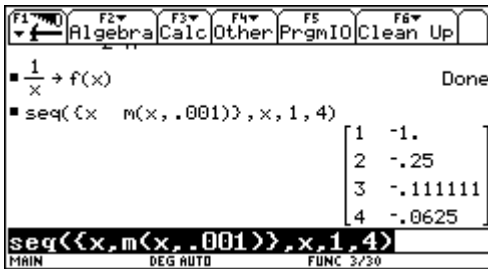 F1 F2 F3 F4 F5 F6
Algebra Calc Other PrgmIO Clean Up
1/x → f(x) Done
seq({x m(x,.001)},x,1,4)
1 -1.
2 -.25
3 -.111111
4 -.0625
seq({x,m(x,.001)},x,1,4)
MAIN DEG AUTO FUNC 3/30